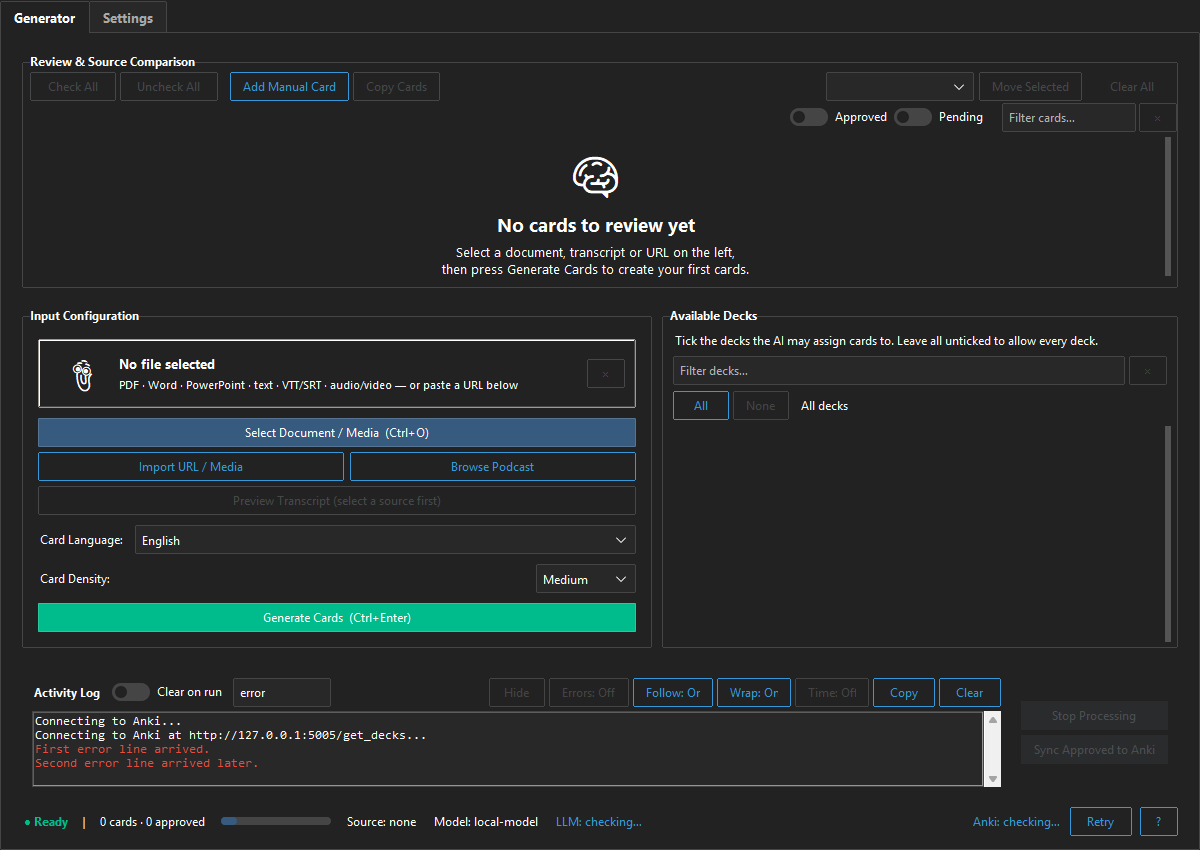 Generator
Settings
Review & Source Comparison
Check All
Uncheck All
Add Manual Card
Copy Cards
Move Selected
Clear All
Approved
Pending
Filter cards...
×
No cards to review yet
Select a document, transcript or URL on the left,
then press Generate Cards to create your first cards.
Input Configuration
No file selected
PDF · Word · PowerPoint · text · VTT/SRT · audio/video — or paste a URL below
×
Select Document / Media (Ctrl+O)
Import URL / Media
Browse Podcast
Preview Transcript (select a source first)
Card Language:
English
Card Density:
Medium
Generate Cards (Ctrl+Enter)
Available Decks
Tick the decks the AI may assign cards to. Leave all unticked to allow every deck.
Filter decks...
×
All
None
All decks
Activity Log
Clear on run
error
Hide
Errors: Off
Follow: Or
Wrap: Or
Time: Of
Copy
Clear
Connecting to Anki...
Connecting to Anki at http://127.0.0.1:5005/get_decks...
First error line arrived.
Second error line arrived later.
Stop Processing
Sync Approved to Anki
● Ready
|
0 cards · 0 approved
Source: none
Model: local-model
LLM: checking...
Anki: checking...
Retry
?